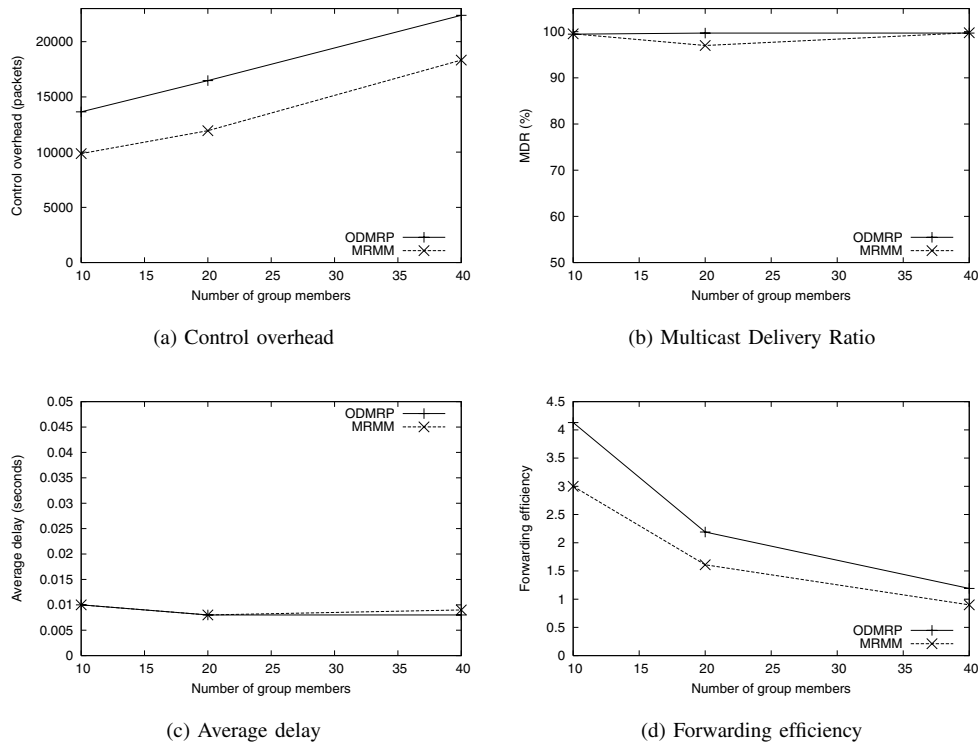 Control overhead (packets)
20000
15000
10000
5000
0
10 15 20 25 30 35 40
Number of group members
ODMRP
MRMM
(a) Control overhead
MDR (%)
100
90
80
70
60
50
10 15 20 25 30 35 40
Number of group members
ODMRP
MRMM
(b) Multicast Delivery Ratio
Average delay (seconds)
0.05
0.045
0.04
0.035
0.03
0.025
0.02
0.015
0.010
0.005
0
10 15 20 25 30 35 40
Number of group members
ODMRP
MRMM
(c) Average delay
Forwarding efficiency
4.5
4
3.5
3
2.5
2
1.5
1
0.5
0
10 15 20 25 30 35 40
Number of group members
ODMRP
MRMM
(d) Forwarding efficiency